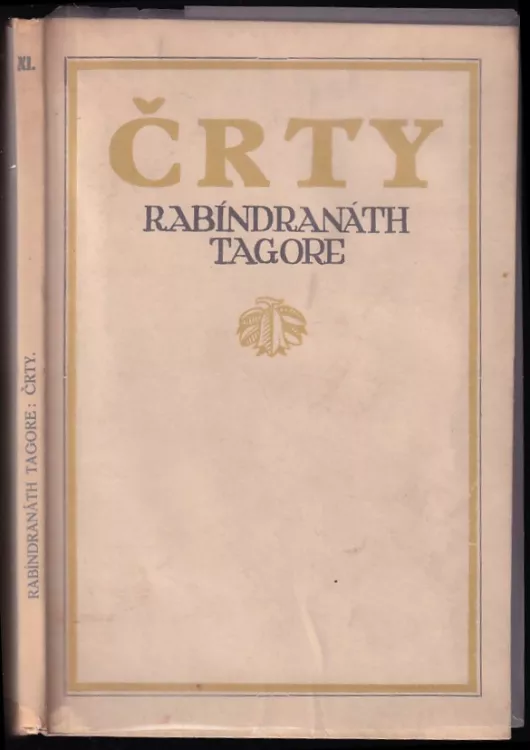 XI.
RABÍNDRANÁTH TAGORE: ČRTY.
ČRTY
RABÍNDRANÁTH
TAGORE